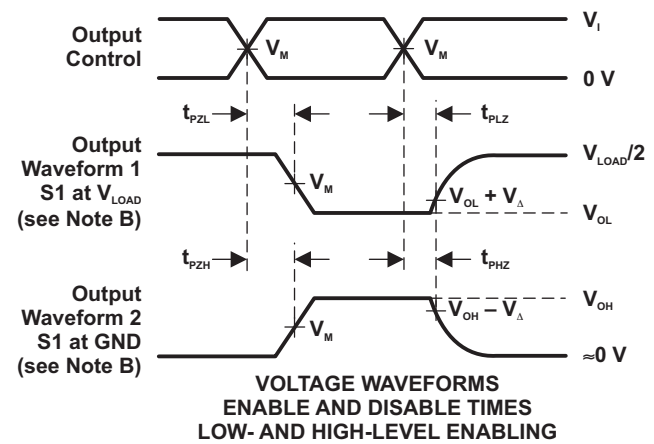 Output
Control
V_M
V_M
V_I
0 V
t_PZL
t_PLZ
Output
Waveform 1
S1 at V_LOAD
(see Note B)
V_M
V_OL + V_Δ
V_LOAD/2
V_OL
t_PZH
t_PHZ
Output
Waveform 2
S1 at GND
(see Note B)
V_M
V_OH − V_Δ
V_OH
≈0 V
VOLTAGE WAVEFORMS
ENABLE AND DISABLE TIMES
LOW- AND HIGH-LEVEL ENABLING